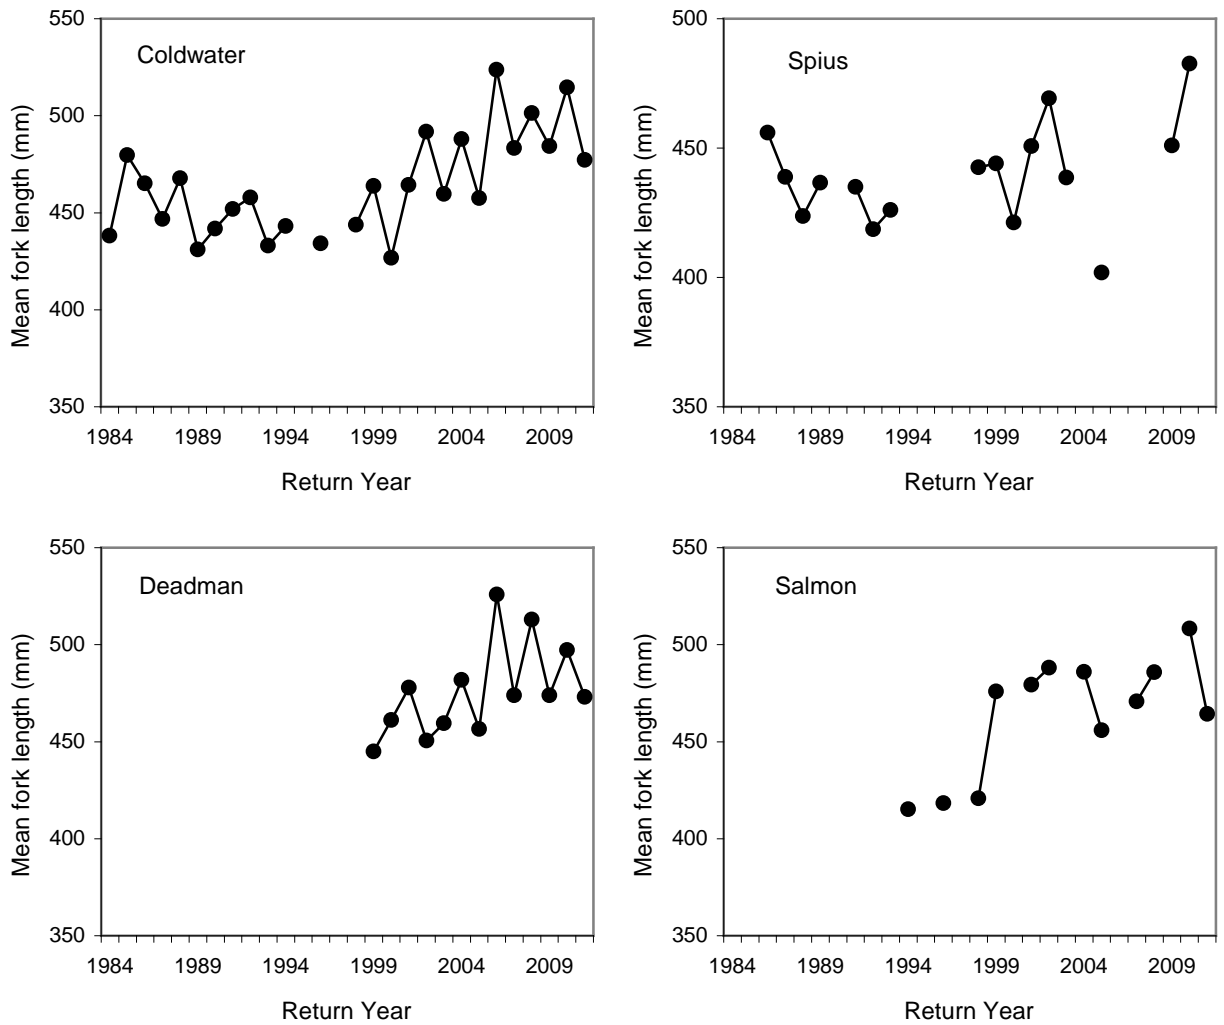 Coldwater
Mean fork length (mm)
550
500
450
400
350
1984 1989 1994 1999 2004 2009
Return Year
Spius
Mean fork length (mm)
500
450
400
350
1984 1989 1994 1999 2004 2009
Return Year
Deadman
Mean fork length (mm)
550
500
450
400
350
1984 1989 1994 1999 2004 2009
Return Year
Salmon
Mean fork length (mm)
550
500
450
400
350
1984 1989 1994 1999 2004 2009
Return Year